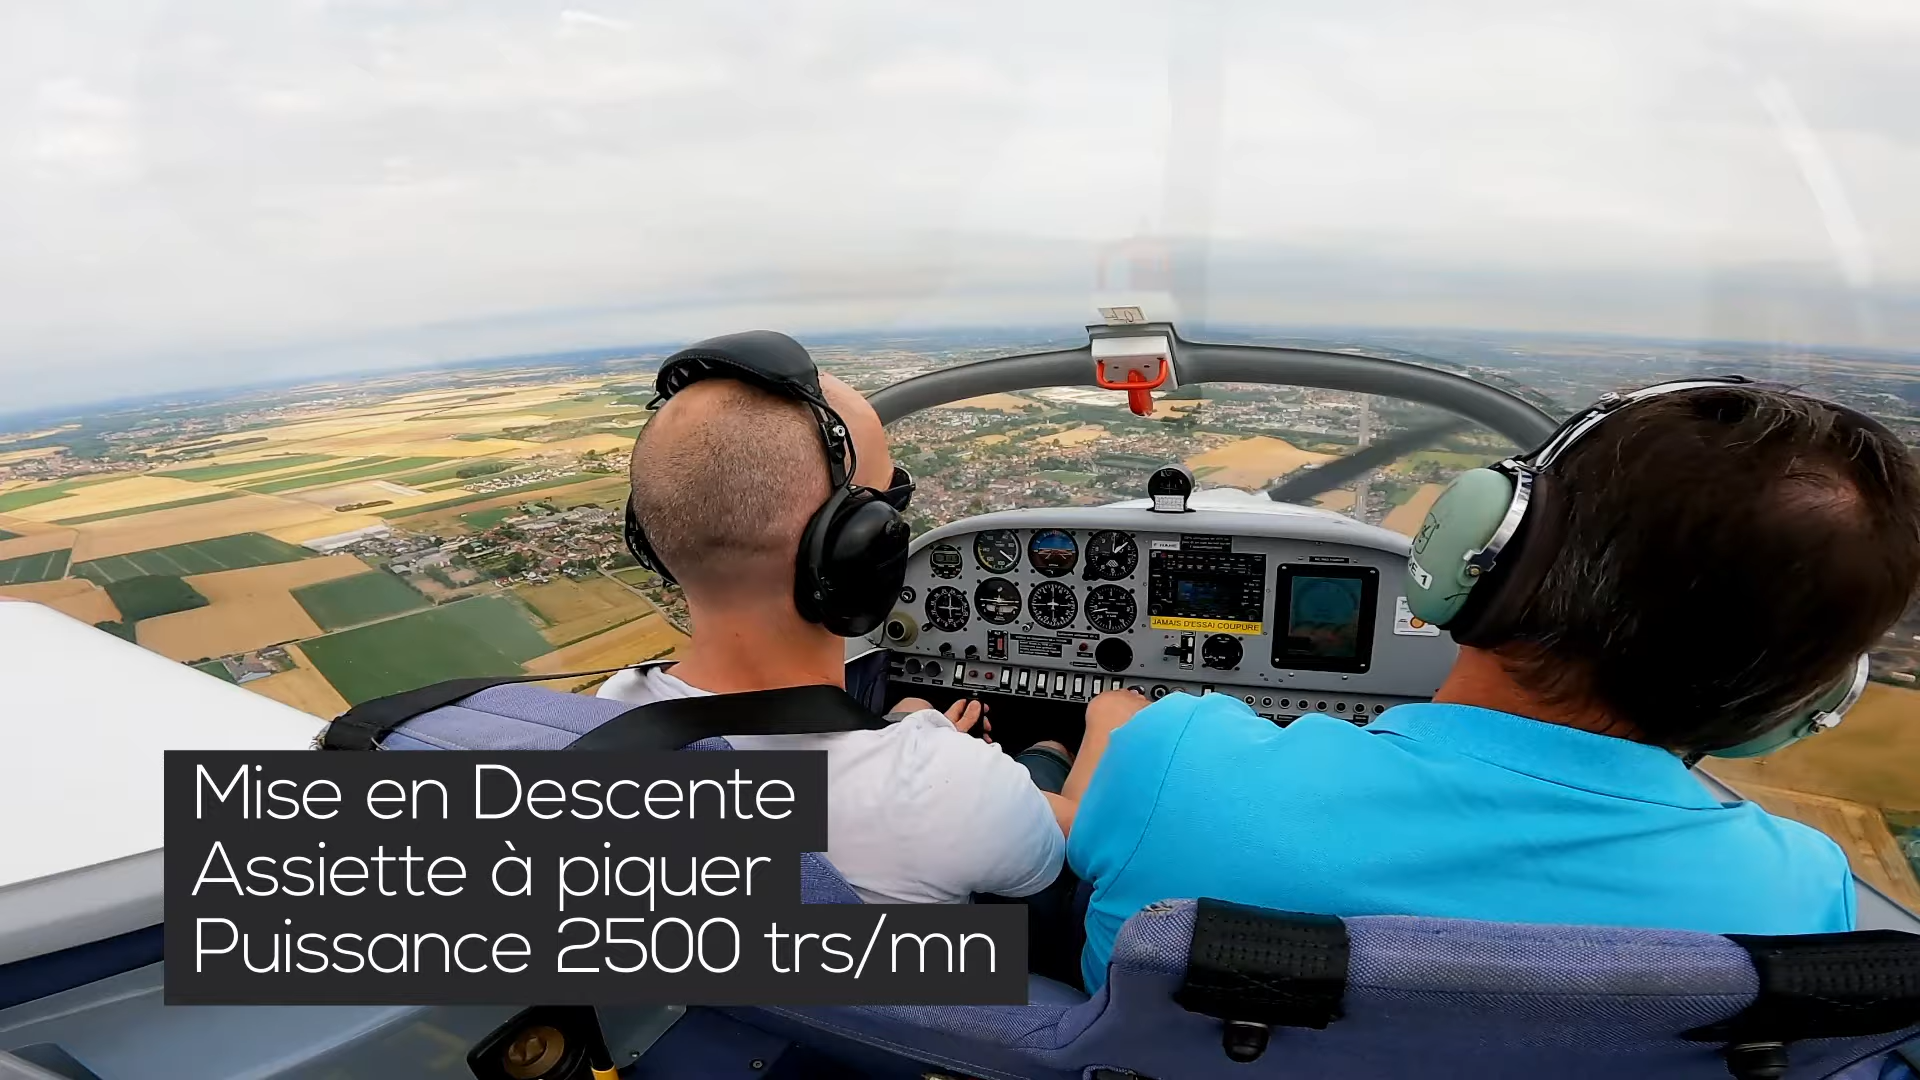 JAMAIS D'ESSAI COUPURE
Mise en Descente
Assiette à piquer
Puissance 2500 trs/mn